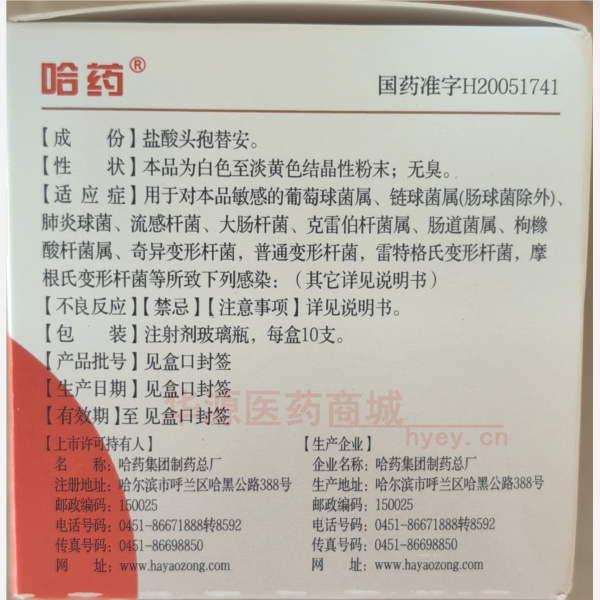 哈药®
国药准字H20051741
【成 份】盐酸头孢替安。
【性 状】本品为白色至淡黄色结晶性粉末；无臭。
【适应症】用于对本品敏感的葡萄球菌属、链球菌属(肠球菌除外)、
肺炎球菌、流感杆菌、大肠杆菌、克雷伯杆菌属、肠道菌属、枸橼
酸杆菌属、奇异变形杆菌，普通变形杆菌，雷特格氏变形杆菌，摩
根氏变形杆菌等所致下列感染：（其它详见说明书）
【不良反应】【禁忌】【注意事项】详见说明书。
【包 装】注射剂玻璃瓶，每盒10支。
【产品批号】见盒口封签
【生产日期】见盒口封签
【有效期】至 见盒口封签
华源医药商城
hyey.cn
【上市许可持有人】
名 称：哈药集团制药总厂
注册地址：哈尔滨市呼兰区哈黑公路388号
邮政编码：150025
电话号码：0451-86671888转8592
传真号码：0451-86698850
网 址：www.hayaozong.com
【生产企业】
企业名称：哈药集团制药总厂
生产地址：哈尔滨市呼兰区哈黑公路388号
邮政编码：150025
电话号码：0451-86671888转8592
传真号码：0451-86698850
网 址：www.hayaozong.com